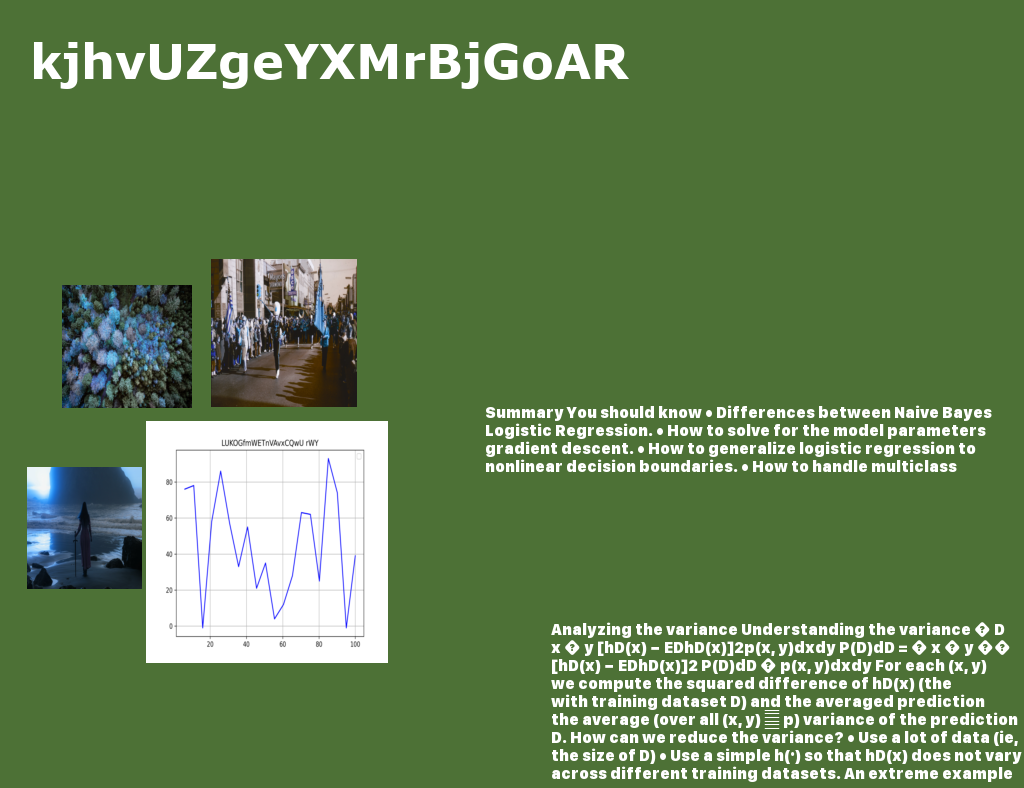 kjhvUZgeYXMrBjGoAR
LUKOGfmWETnVAvxCQwU rWY
80
60
40
20
0
20 40 60 80 100
Summary You should know • Differences between Naive Bayes
Logistic Regression. • How to solve for the model parameters
gradient descent. • How to generalize logistic regression to
nonlinear decision boundaries. • How to handle multiclass
Analyzing the variance Understanding the variance � D
x � y [hD(x) − EDhD(x)]2p(x, y)dxdy P(D)dD = � x � y ��
[hD(x) − EDhD(x)]2 P(D)dD � p(x, y)dxdy For each (x, y)
we compute the squared difference of hD(x) (the
with training dataset D) and the averaged prediction
the average (over all (x, y) p) variance of the prediction
D. How can we reduce the variance? • Use a lot of data (ie,
the size of D) • Use a simple h(·) so that hD(x) does not vary
across different training datasets. An extreme example